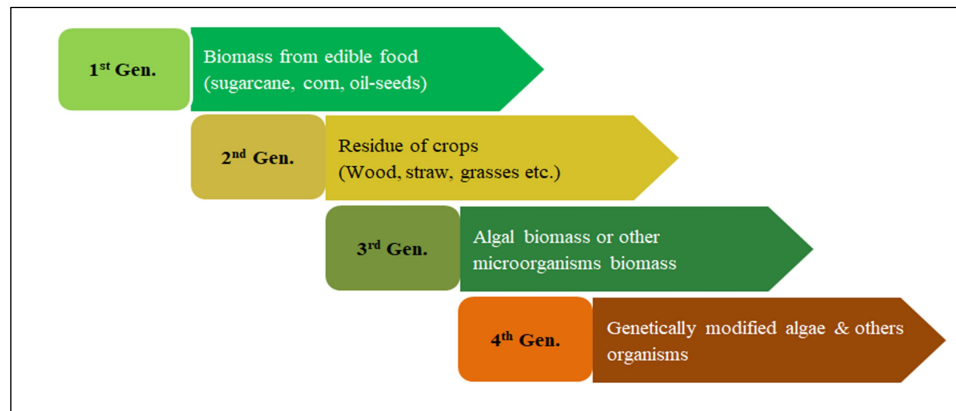 1st Gen.
Biomass from edible food
(sugarcane, corn, oil-seeds)
2nd Gen.
Residue of crops
(Wood, straw, grasses etc.)
3rd Gen.
Algal biomass or other
microorganisms biomass
4th Gen.
Genetically modified algae & others
organisms